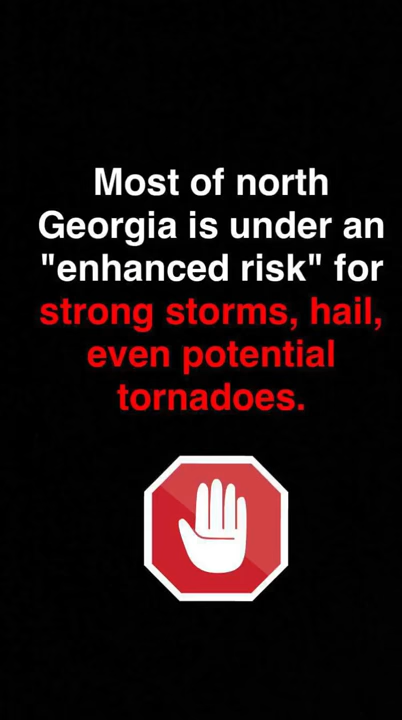 Most of north
Georgia is under an
"enhanced risk" for
strong storms, hail,
even potential
tornadoes.